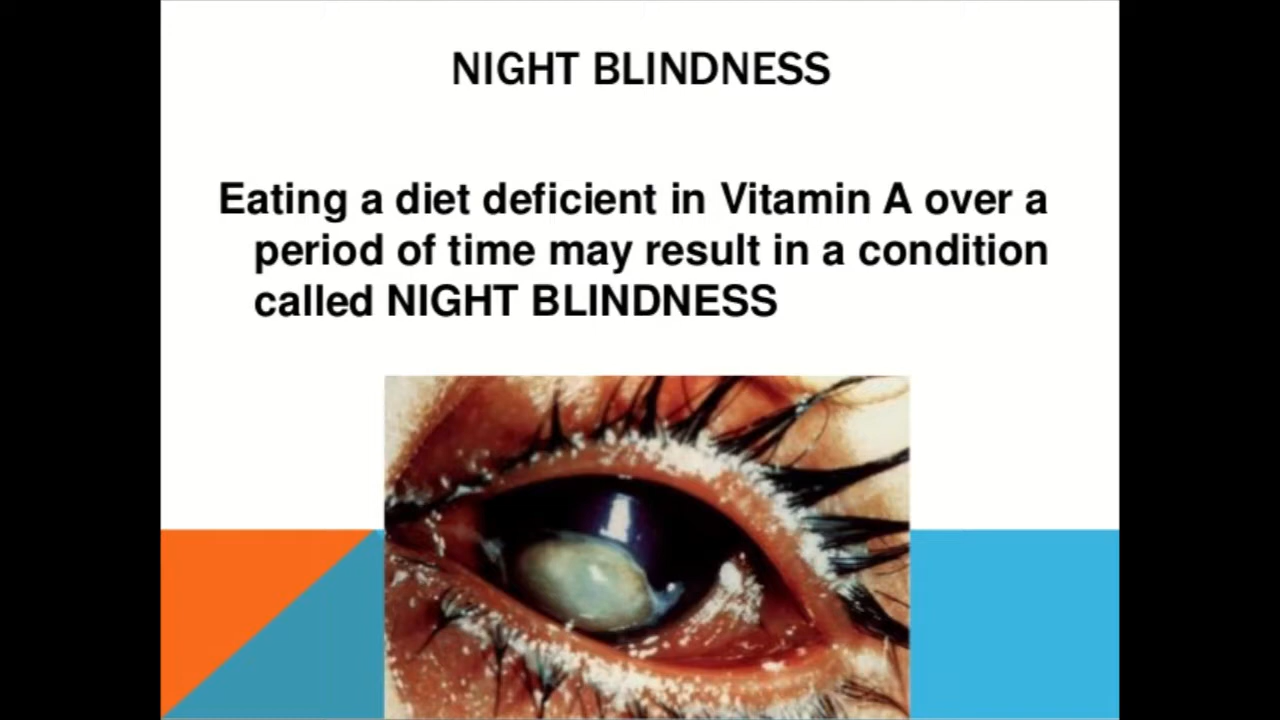 NIGHT BLINDNESS
Eating a diet deficient in Vitamin A over a
period of time may result in a condition
called NIGHT BLINDNESS